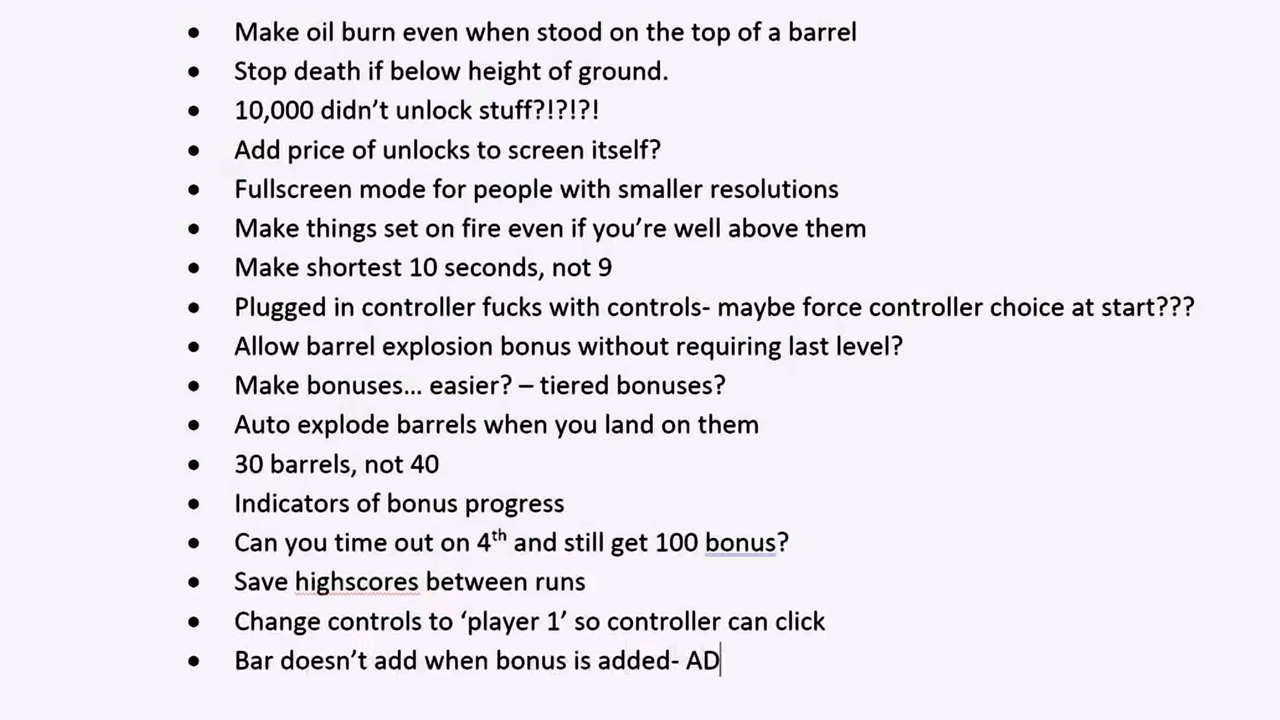 • Make oil burn even when stood on the top of a barrel
• Stop death if below height of ground.
• 10,000 didn’t unlock stuff?!?!?!
• Add price of unlocks to screen itself?
• Fullscreen mode for people with smaller resolutions
• Make things set on fire even if you’re well above them
• Make shortest 10 seconds, not 9
• Plugged in controller fucks with controls- maybe force controller choice at start???
• Allow barrel explosion bonus without requiring last level?
• Make bonuses… easier? – tiered bonuses?
• Auto explode barrels when you land on them
• 30 barrels, not 40
• Indicators of bonus progress
• Can you time out on 4th and still get 100 bonus?
• Save highscores between runs
• Change controls to ‘player 1’ so controller can click
• Bar doesn’t add when bonus is added- AD